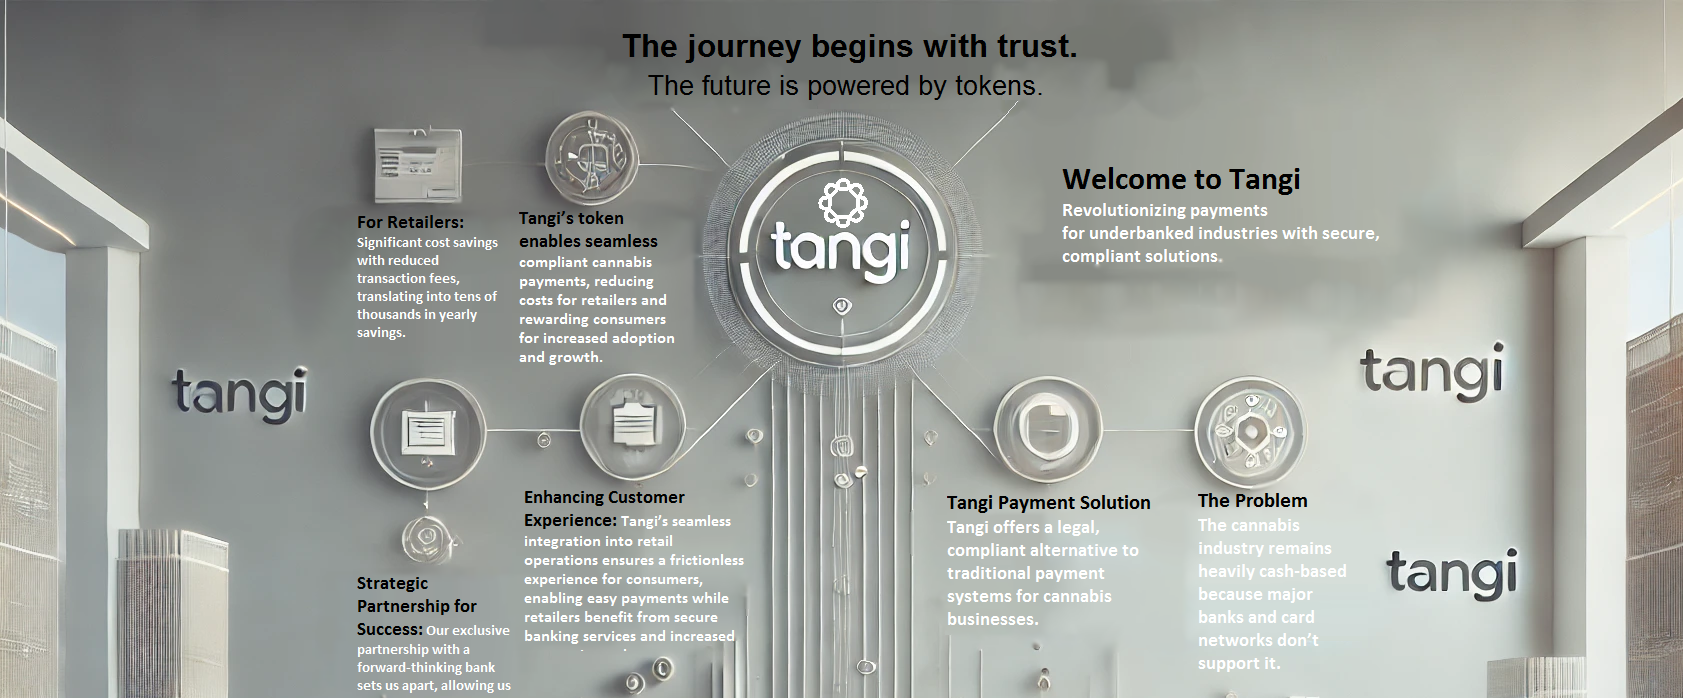 The journey begins with trust.
The future is powered by tokens.
tangi
Welcome to Tangi
Revolutionizing payments
for underbanked industries with secure,
compliant solutions.
For Retailers:
Significant cost savings
with reduced
transaction fees,
translating into tens of
thousands in yearly
savings.
Tangi’s token
enables seamless
compliant cannabis
payments, reducing
costs for retailers and
rewarding consumers
for increased adoption
and growth.
tangi
tangi
Strategic
Partnership for
Success: Our exclusive
partnership with a
forward-thinking bank
sets us apart, allowing us
Enhancing Customer
Experience: Tangi’s seamless
integration into retail
operations ensures a frictionless
experience for consumers,
enabling easy payments while
retailers benefit from secure
banking services and increased
Tangi Payment Solution
Tangi offers a legal,
compliant alternative to
traditional payment
systems for cannabis
businesses.
The Problem
The cannabis
industry remains
heavily cash-based
because major
banks and card
networks don’t
support it.
tangi